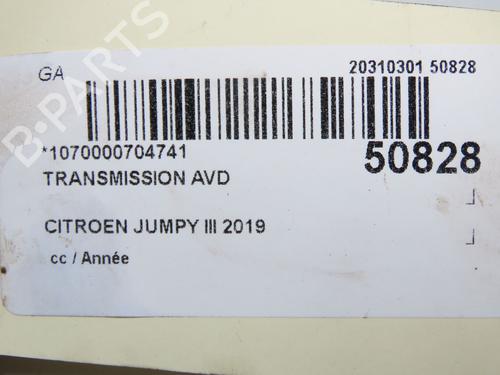 GA
20310301 50828
*1070000704741
50828
TRANSMISSION AVD
CITROEN JUMPY III 2019
cc / Année
B-PARTS